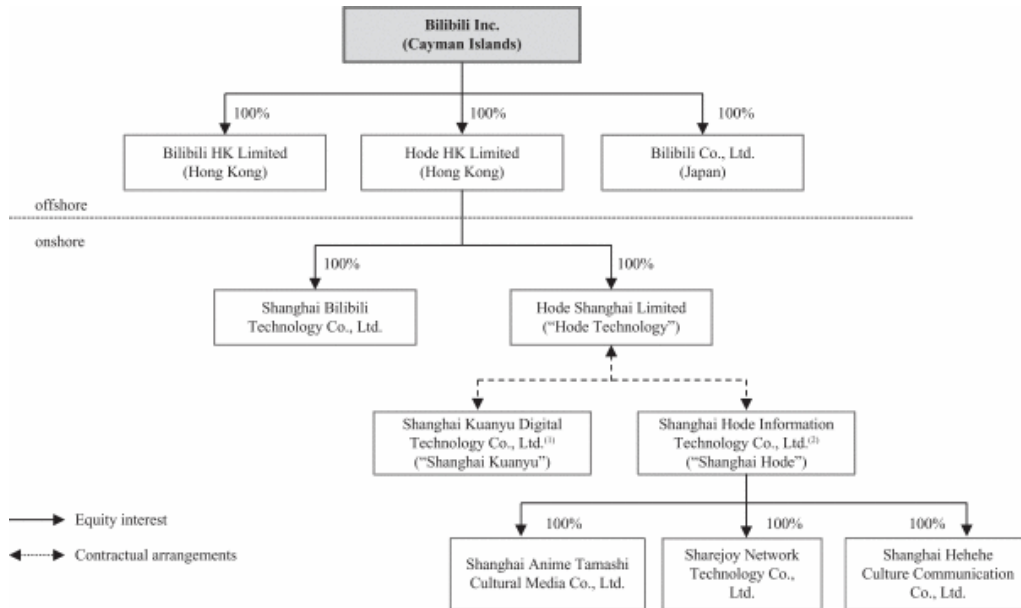 Bilibili Inc.
(Cayman Islands)
100%
100%
100%
Bilibili HK Limited
(Hong Kong)
Hode HK Limited
(Hong Kong)
Bilibili Co., Ltd.
(Japan)
offshore
onshore
100%
100%
Shanghai Bilibili
Technology Co., Ltd.
Hode Shanghai Limited
(“Hode Technology”)
Shanghai Kuanyu Digital
Technology Co., Ltd.(1)
(“Shanghai Kuanyu”)
Shanghai Hode Information
Technology Co., Ltd.(2)
(“Shanghai Hode”)
Equity interest
Contractual arrangements
100%
100%
100%
Shanghai Anime Tamashi
Cultural Media Co., Ltd.
Sharejoy Network
Technology Co.,
Ltd.
Shanghai Hehehe
Culture Communication
Co., Ltd.